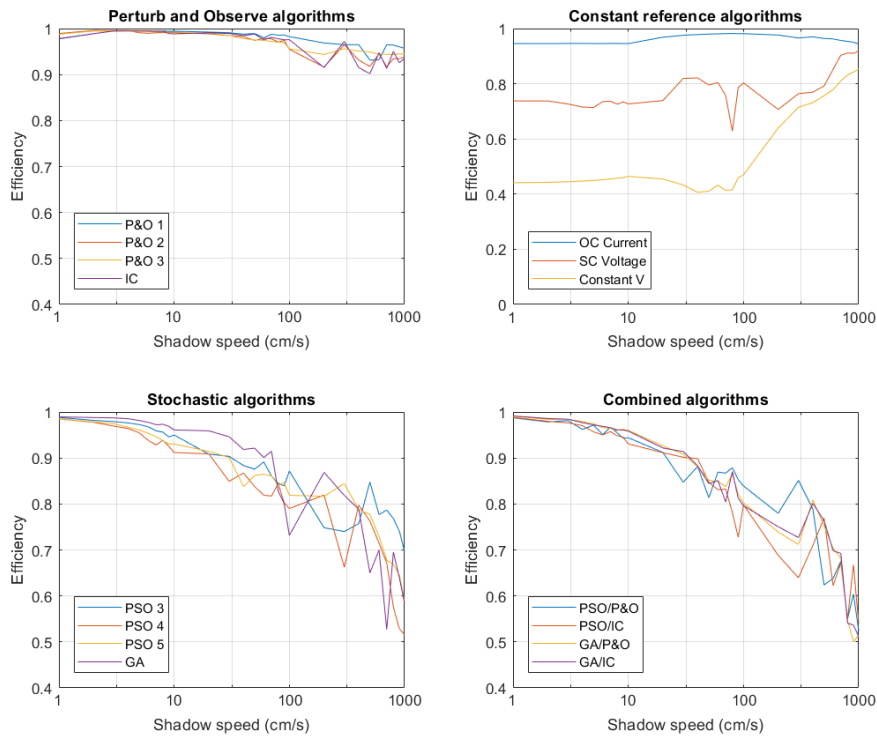 Perturb and Observe algorithms
1
0.9
0.8
0.7
0.6
0.5
0.4
Efficiency
P&O 1
P&O 2
P&O 3
IC
1
10
100
1000
Shadow speed (cm/s)
Constant reference algorithms
1
0.8
0.6
0.4
0.2
0
Efficiency
OC Current
SC Voltage
Constant V
1
10
100
1000
Shadow speed (cm/s)
Stochastic algorithms
1
0.9
0.8
0.7
0.6
0.5
0.4
Efficiency
PSO 3
PSO 4
PSO 5
GA
1
10
100
1000
Shadow speed (cm/s)
Combined algorithms
1
0.9
0.8
0.7
0.6
0.5
0.4
Efficiency
PSO/P&O
PSO/IC
GA/P&O
GA/IC
1
10
100
1000
Shadow speed (cm/s)